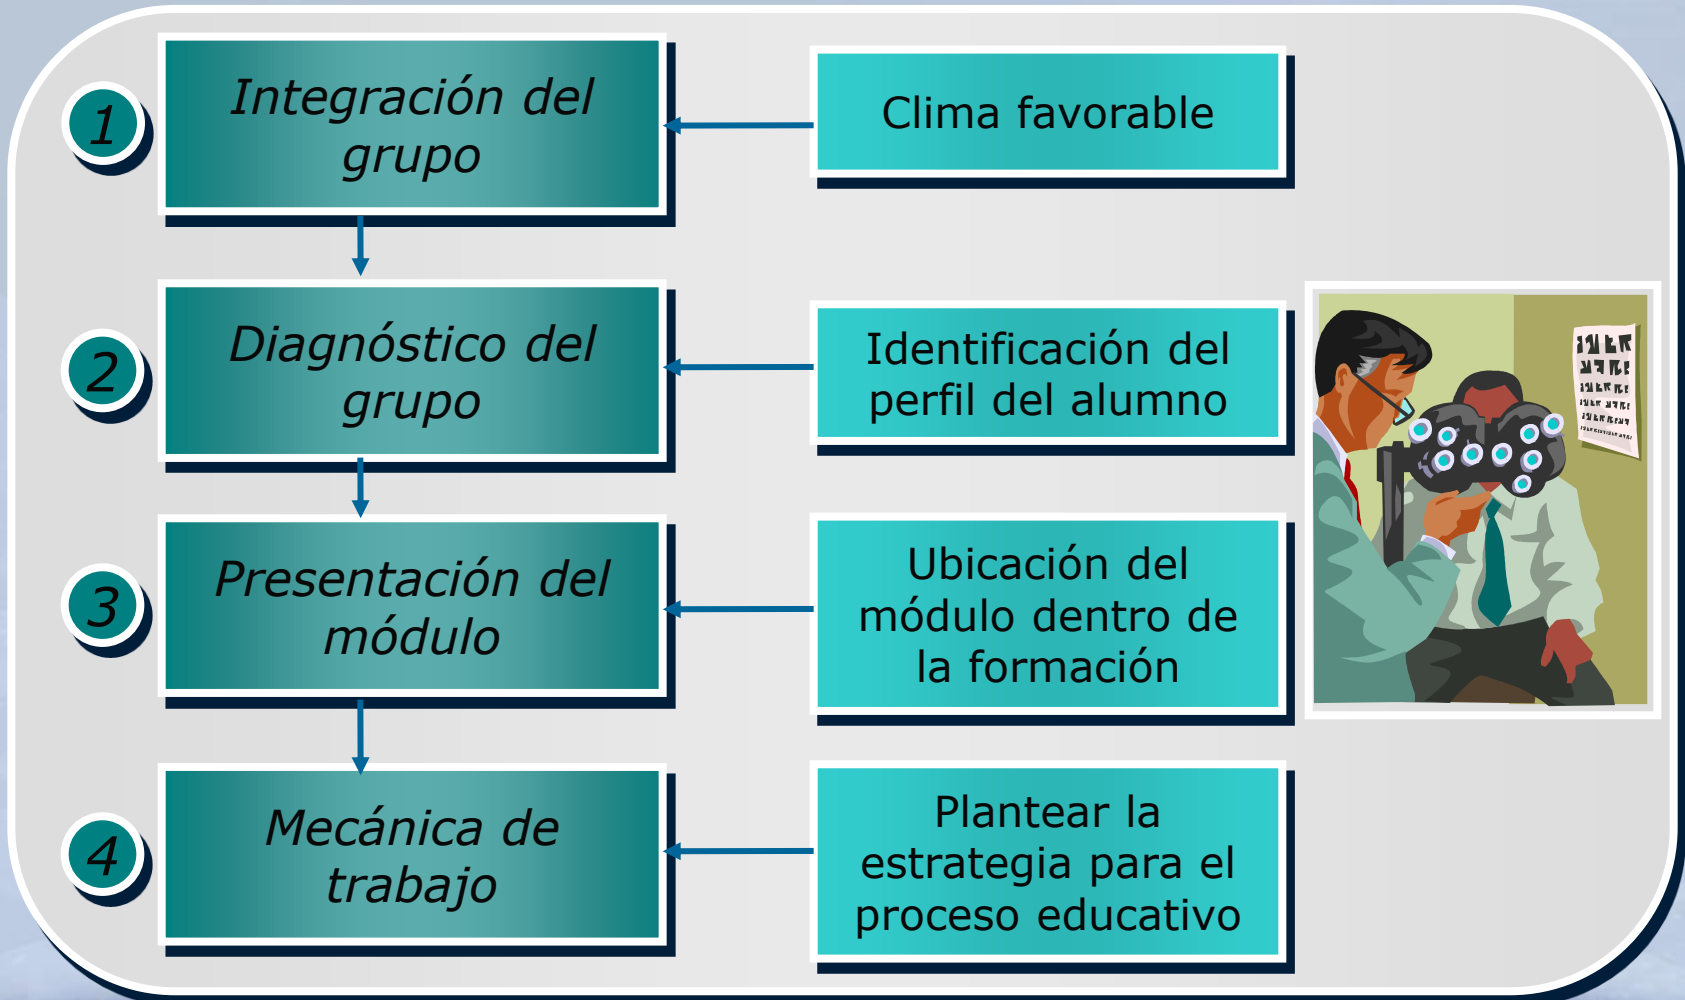 1
Integración del
grupo
Clima favorable
2
Diagnóstico del
grupo
Identificación del
perfil del alumno
3
Presentación del
módulo
Ubicación del
módulo dentro de
la formación
4
Mecánica de
trabajo
Plantear la
estrategia para el
proceso educativo